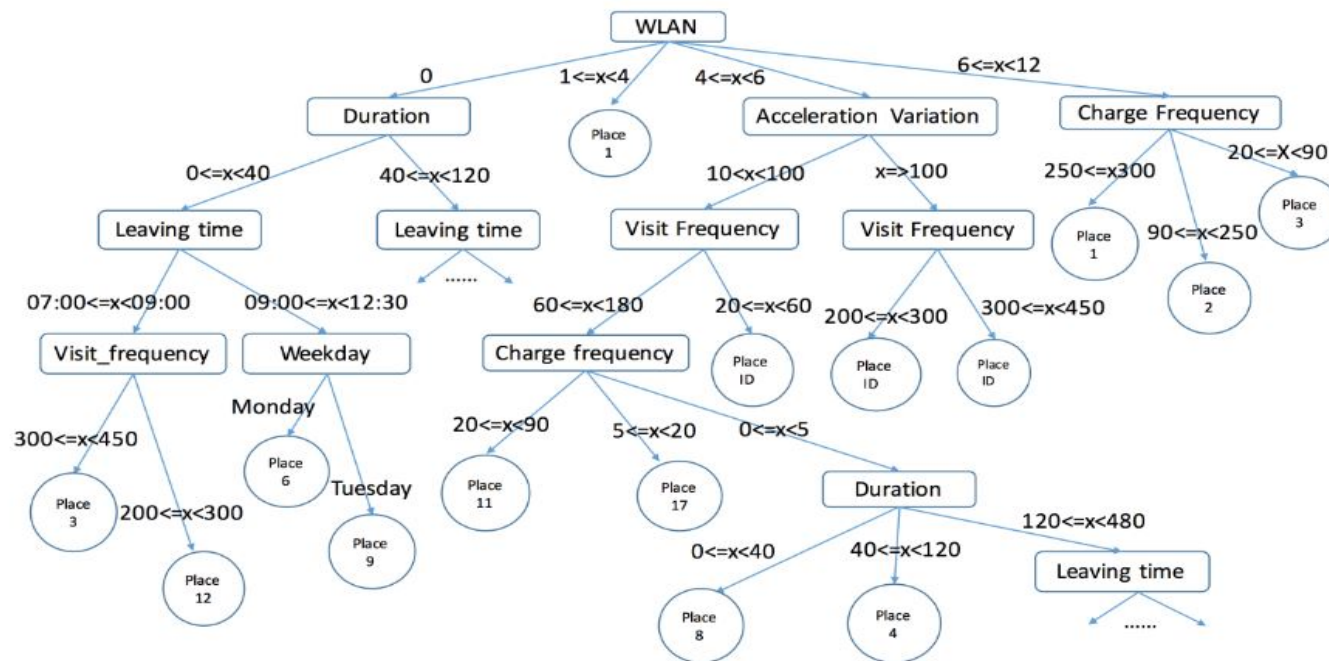 WLAN
0
1<=x<4
4<=x<6
6<=x<12
Duration
Place
1
Acceleration Variation
Charge Frequency
0<=x<40
40<=x<120
10<x<100
x=>100
250<=x300
90<=x<250
20<=X<90
Leaving time
Leaving time
......
Visit Frequency
Visit Frequency
Place
1
Place
2
Place
3
07:00<=x<09:00
09:00<=x<12:30
60<=x<180
20<=x<60
200<=x<300
300<=x<450
Visit_frequency
Weekday
Charge frequency
Place
ID
Place
ID
Place
ID
300<=x<450
200<=x<300
Monday
Tuesday
20<=x<90
5<=x<20
0<=x<5
Place
3
Place
12
Place
6
Place
9
Place
11
Place
17
Duration
0<=x<40
40<=x<120
120<=x<480
Place
8
Place
4
Leaving time
......